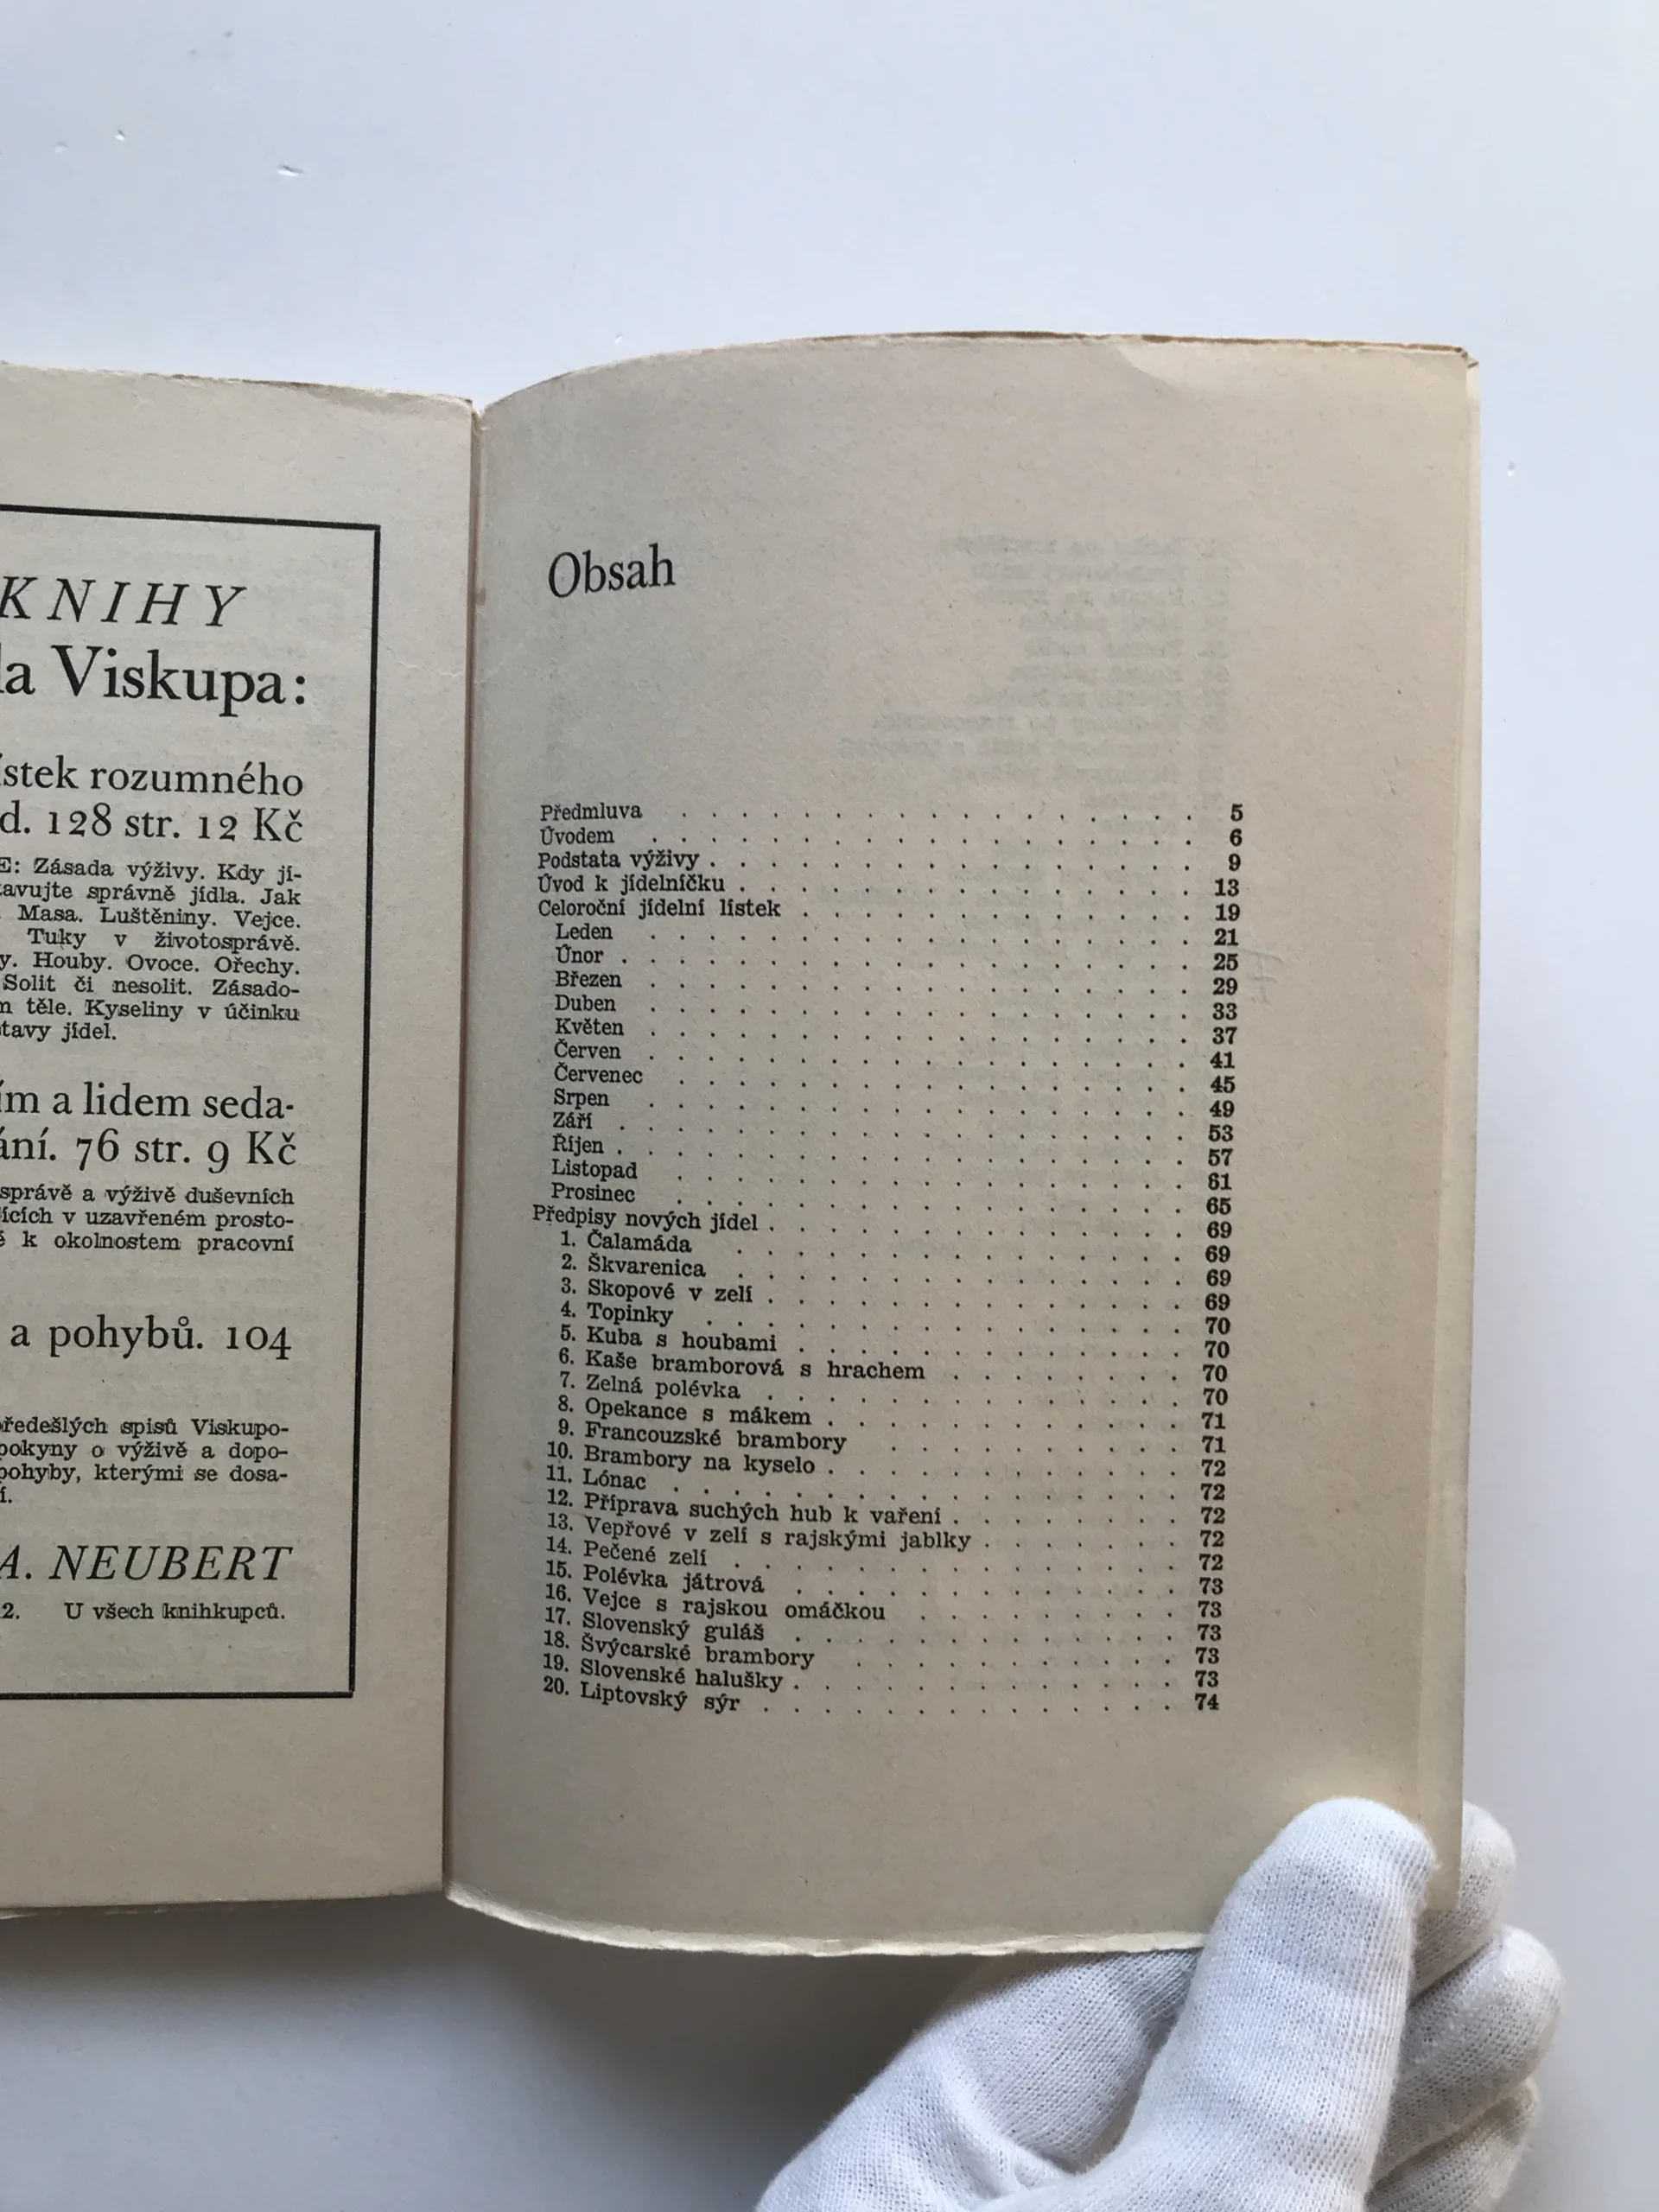 KNIHY
la Viskupa:
ístek rozumného
d. 128 str. 12 Kč
E: Zásada výživy. Kdy jí-
tavujte správně jídla. Jak
Masa. Luštěniny. Vejce.
Tuky v životosprávě.
y. Houby. Ovoce. Ořechy.
Solit či nesolit. Zásado-
m těle. Kyseliny v účinku
tavy jídel.
ím a lidem seda-
ání. 76 str. 9 Kč
správě a výživě duševních
ících v uzavřeném prosto-
ě k okolnostem pracovní
a pohybů. 104
ředešlých spisů Viskupo-
pokyny o výživě a dopo-
pohyby, kterými se dosa-
í.
A. NEUBERT
2. U všech knihkupců.
Obsah
Předmluva . . . . . . . . . . . . . . . . . . 5
Úvodem . . . . . . . . . . . . . . . . . . . 6
Podstata výživy . . . . . . . . . . . . . . . . . 9
Úvod k jídelníčku . . . . . . . . . . . . . . . . 13
Celoroční jídelní lístek . . . . . . . . . . . . . . 19
Leden . . . . . . . . . . . . . . . . . . . 21
Únor . . . . . . . . . . . . . . . . . . . . 25
Březen . . . . . . . . . . . . . . . . . . . 29
Duben . . . . . . . . . . . . . . . . . . . 33
Květen . . . . . . . . . . . . . . . . . . . 37
Červen . . . . . . . . . . . . . . . . . . . 41
Červenec . . . . . . . . . . . . . . . . . . 45
Srpen . . . . . . . . . . . . . . . . . . . 49
Září . . . . . . . . . . . . . . . . . . . . 53
Říjen . . . . . . . . . . . . . . . . . . . . 57
Listopad . . . . . . . . . . . . . . . . . . 61
Prosinec . . . . . . . . . . . . . . . . . . 65
Předpisy nových jídel . . . . . . . . . . . . . . . 69
1. Čalamáda . . . . . . . . . . . . . . . . 69
2. Škvarenica . . . . . . . . . . . . . . . . 69
3. Skopové v zelí . . . . . . . . . . . . . . . 69
4. Topinky . . . . . . . . . . . . . . . . . 70
5. Kuba s houbami . . . . . . . . . . . . . . 70
6. Kaše bramborová s hrachem . . . . . . . . . 70
7. Zelná polévka . . . . . . . . . . . . . . . 70
8. Opekance s mákem . . . . . . . . . . . . . 71
9. Francouzské brambory . . . . . . . . . . . 71
10. Brambory na kyselo . . . . . . . . . . . . . 72
11. Lónac . . . . . . . . . . . . . . . . . . 72
12. Příprava suchých hub k vaření . . . . . . . . . 72
13. Vepřové v zelí s rajskými jablky . . . . . . . . 72
14. Pečené zelí . . . . . . . . . . . . . . . . 72
15. Polévka játrová . . . . . . . . . . . . . . 73
16. Vejce s rajskou omáčkou . . . . . . . . . . 73
17. Slovenský guláš . . . . . . . . . . . . . . 73
18. Švýcarské brambory . . . . . . . . . . . . 73
19. Slovenské halušky . . . . . . . . . . . . . . 73
20. Liptovský sýr . . . . . . . . . . . . . . . 74